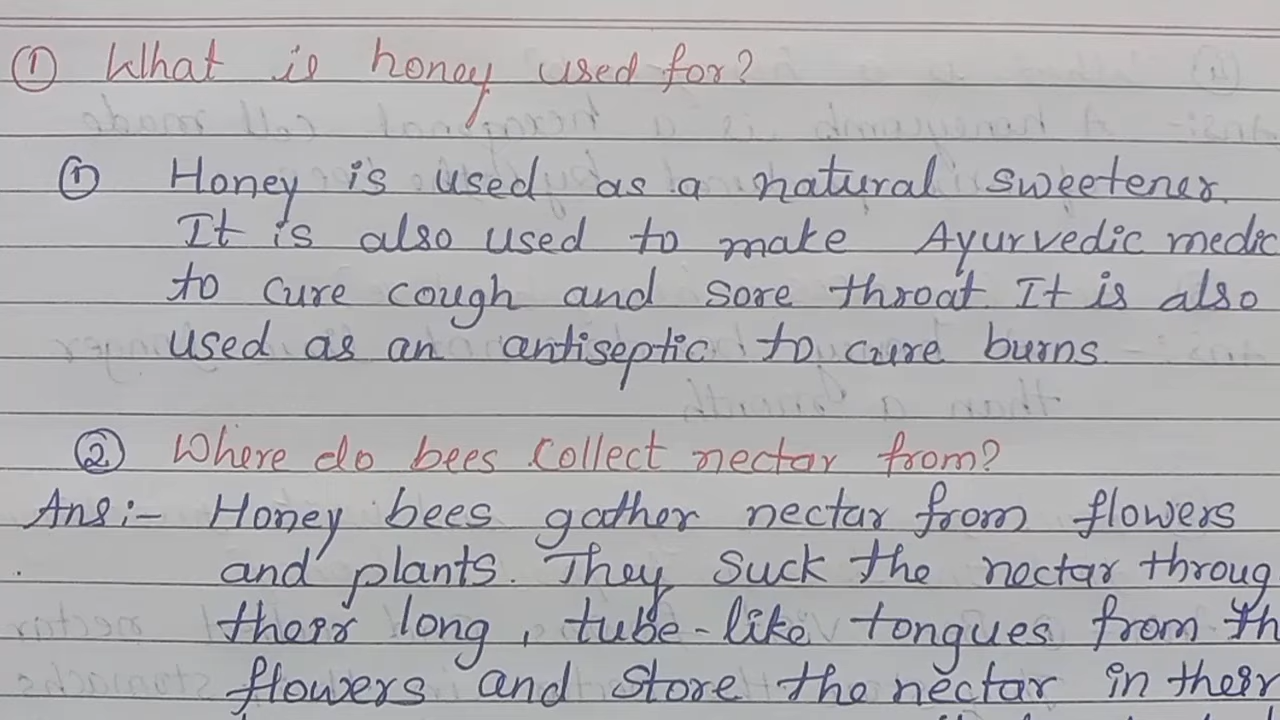 ① What is honey used for?
① Honey is used as a natural sweetener.
It is also used to make Ayurvedic medic
to cure cough and sore throat. It is also
used as an antiseptic to cure burns.
② Where do bees collect nectar from?
Ans:- Honey bees gather nectar from flowers
and plants. They suck the nectar throug
their long, tube-like tongues from th
flowers and store the nectar in their